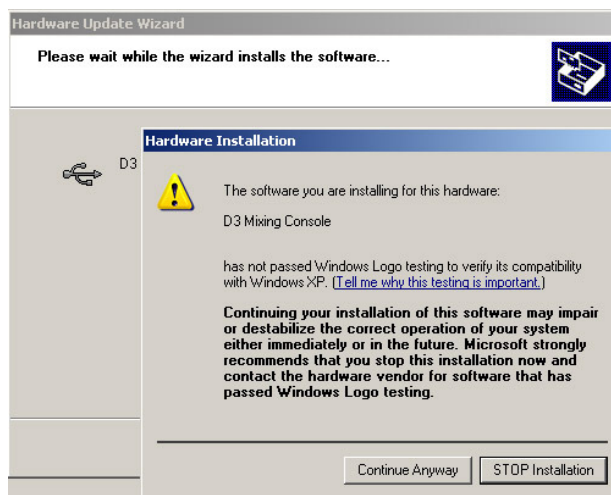 Hardware Update Wizard
Please wait while the wizard installs the software...
D3
Hardware Installation
The software you are installing for this hardware:
D3 Mixing Console
has not passed Windows Logo testing to verify its compatibility
with Windows XP. (Tell me why this testing is important.)
Continuing your installation of this software may impair
or destabilize the correct operation of your system
either immediately or in the future. Microsoft strongly
recommends that you stop this installation now and
contact the hardware vendor for software that has
passed Windows Logo testing.
Continue Anyway
STOP Installation